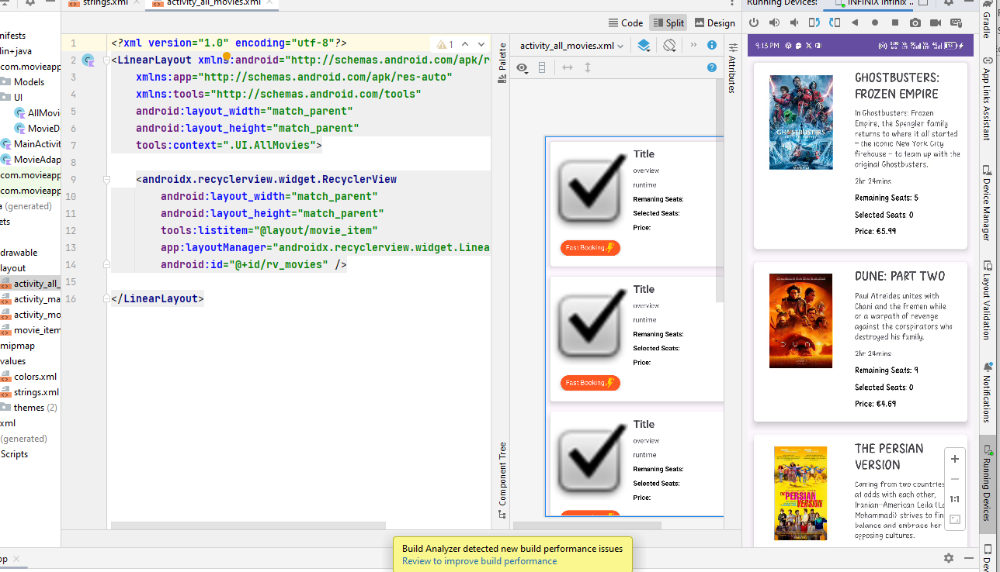 strings.xml
activity_all_movies.xml
Running Devices:
INFINIX Infinix ..
Code
Split
Design
nifests
lin+java
com.movieapp
Models
UI
AllMovi
MovieD
MainActivit
MovieAdap
com.movieapp
com.movieapp
a (generated)
ets
drawable
layout
activity_all_
activity_ma
activity_mo
movie_item
mipmap
values
colors.xml
strings.xml
themes (2)
xml
(generated)
Scripts
1 <?xml version="1.0" encoding="utf-8"?>
2 <LinearLayout xmlns:android="http://schemas.android.com/apk/r
3 xmlns:app="http://schemas.android.com/apk/res-auto"
4 xmlns:tools="http://schemas.android.com/tools"
5 android:layout_width="match_parent"
6 android:layout_height="match_parent"
7 tools:context=".UI.AllMovies">
8
9 <androidx.recyclerview.widget.RecyclerView
10 android:layout_width="match_parent"
11 android:layout_height="match_parent"
12 tools:listitem="@layout/movie_item"
13 app:layoutManager="androidx.recyclerview.widget.Linea
14 android:id="@+id/rv_movies" />
15
16 </LinearLayout>
1
Palette
Component Tree
activity_all_movies.xml
Attributes
Title
overview
runtime
Remaning Seats:
Selected Seats:
Price:
Fast Booking
Title
overview
runtime
Remaning Seats:
Selected Seats:
Price:
Fast Booking
Title
overview
runtime
Remaning Seats:
Selected Seats:
Price:
9:13 PM
GHOSTBUSTERS:
FROZEN EMPIRE
In Ghostbusters: Frozen
Empire, the Spengler family
returns to where it all started
– the iconic New York City
firehouse – to team up with the
original Ghostbusters.
2hr 24mins
Remaining Seats: 5
Selected Seats: 0
Price: €5.99
GHOSTBUSTERS
DUNE: PART TWO
Paul Atreides unites with
Chani and the Fremen while
or a warpath of revenge
against the conspirators who
destroyed his family.
2hr 24mins
Remaining Seats: 9
Selected Seats: 0
Price: €4.69
DUNE
THE PERSIAN
VERSION
Coming from two countries
at odds with each other,
Iranian-American Leila (La
Mohammadi) strives to fin
balance and embrace her
opposing cultures.
THE PERSIAN
VERSION
1:1
Gradle
App Links Assistant
Device Manager
Layout Validation
Notifications
Running Devices
Build Analyzer detected new build performance issues
Review to improve build performance
pp